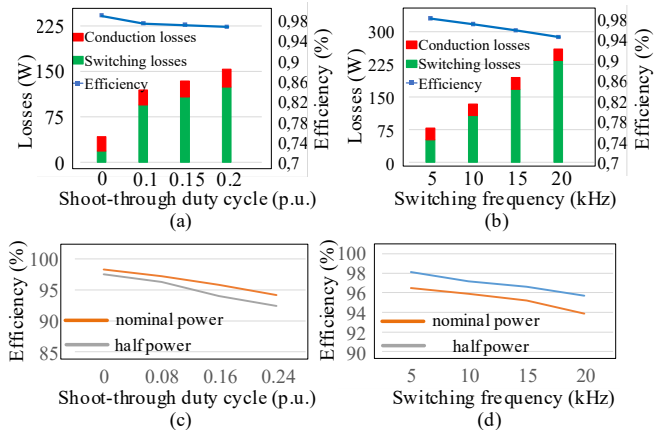 225
150
75
0
Losses (W)
Conduction losses
Switching losses
Efficiency
0,98
0,94
0,9
0,86
0,82
0,78
0,74
0,7
Efficiency (%)
0 0.1 0.15 0.2
Shoot-through duty cycle (p.u.)
(a)
300
225
150
75
0
Losses (W)
Conduction losses
Switching losses
Efficiency
0,98
0,94
0,9
0,86
0,82
0,78
0,74
0,7
Efficiency (%)
5 10 15 20
Switching frequency (kHz)
(b)
100
95
90
85
Efficiency (%)
nominal power
half power
0 0.08 0.16 0.24
Shoot-through duty cycle (p.u.)
(c)
100
98
96
94
92
90
Efficiency (%)
nominal power
half power
5 10 15 20
Switching frequency (kHz)
(d)